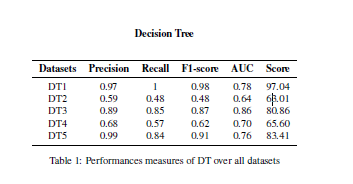 Decision Tree
Datasets Precision Recall F1-score AUC Score
DT1 0.97 1 0.98 0.78 97.04
DT2 0.59 0.48 0.48 0.64
DT3 0.89 0.85 0.87 0.86 80.86
DT4 0.68 0.57 0.62 0.70 65.60
DT5 0.99 0.84 0.91 0.76 83.41
Table 1: Performances measures of DT over all datasets